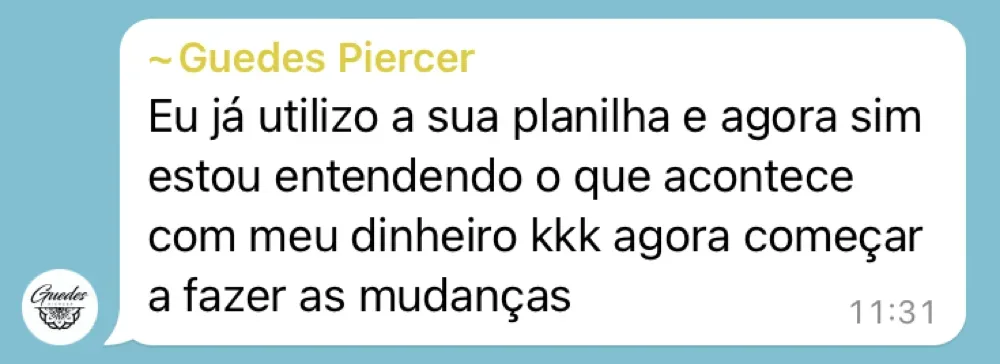 ~Guedes Piercer
Eu já utilizo a sua planilha e agora sim
estou entendendo o que acontece
com meu dinheiro kkk agora começar
a fazer as mudanças
11:31
Guedes